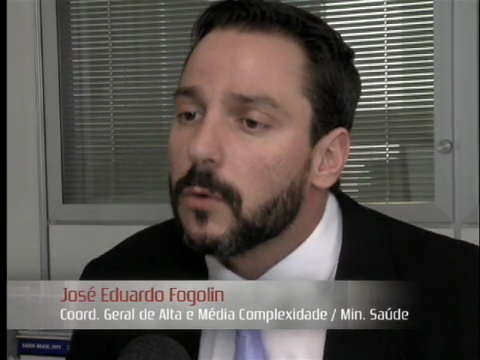 José Eduardo Fogolin
Coord. Geral de Alta e Média Complexidade / Min. Saúde